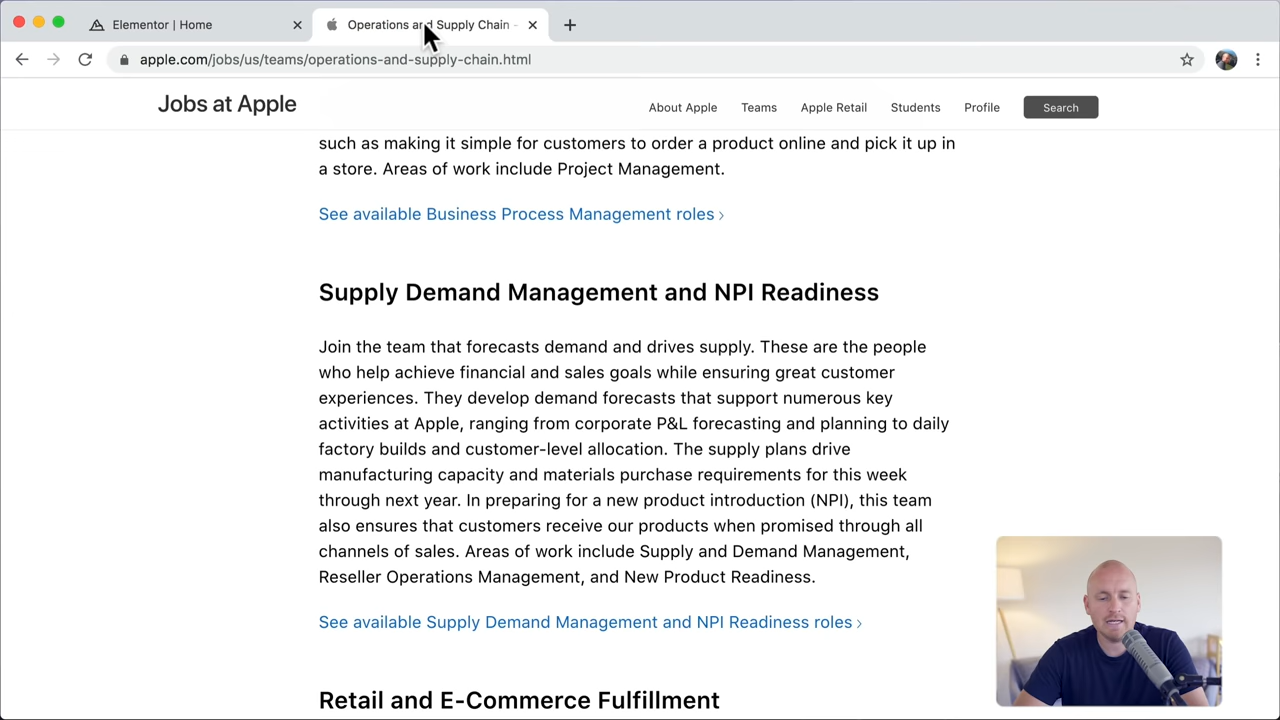 Elementor | Home
Operations and Supply Chain -
apple.com/jobs/us/teams/operations-and-supply-chain.html
Jobs at Apple
About Apple
Teams
Apple Retail
Students
Profile
Search
such as making it simple for customers to order a product online and pick it up in
a store. Areas of work include Project Management.
See available Business Process Management roles ›
Supply Demand Management and NPI Readiness
Join the team that forecasts demand and drives supply. These are the people
who help achieve financial and sales goals while ensuring great customer
experiences. They develop demand forecasts that support numerous key
activities at Apple, ranging from corporate P&L forecasting and planning to daily
factory builds and customer-level allocation. The supply plans drive
manufacturing capacity and materials purchase requirements for this week
through next year. In preparing for a new product introduction (NPI), this team
also ensures that customers receive our products when promised through all
channels of sales. Areas of work include Supply and Demand Management,
Reseller Operations Management, and New Product Readiness.
See available Supply Demand Management and NPI Readiness roles ›
Retail and E-Commerce Fulfillment